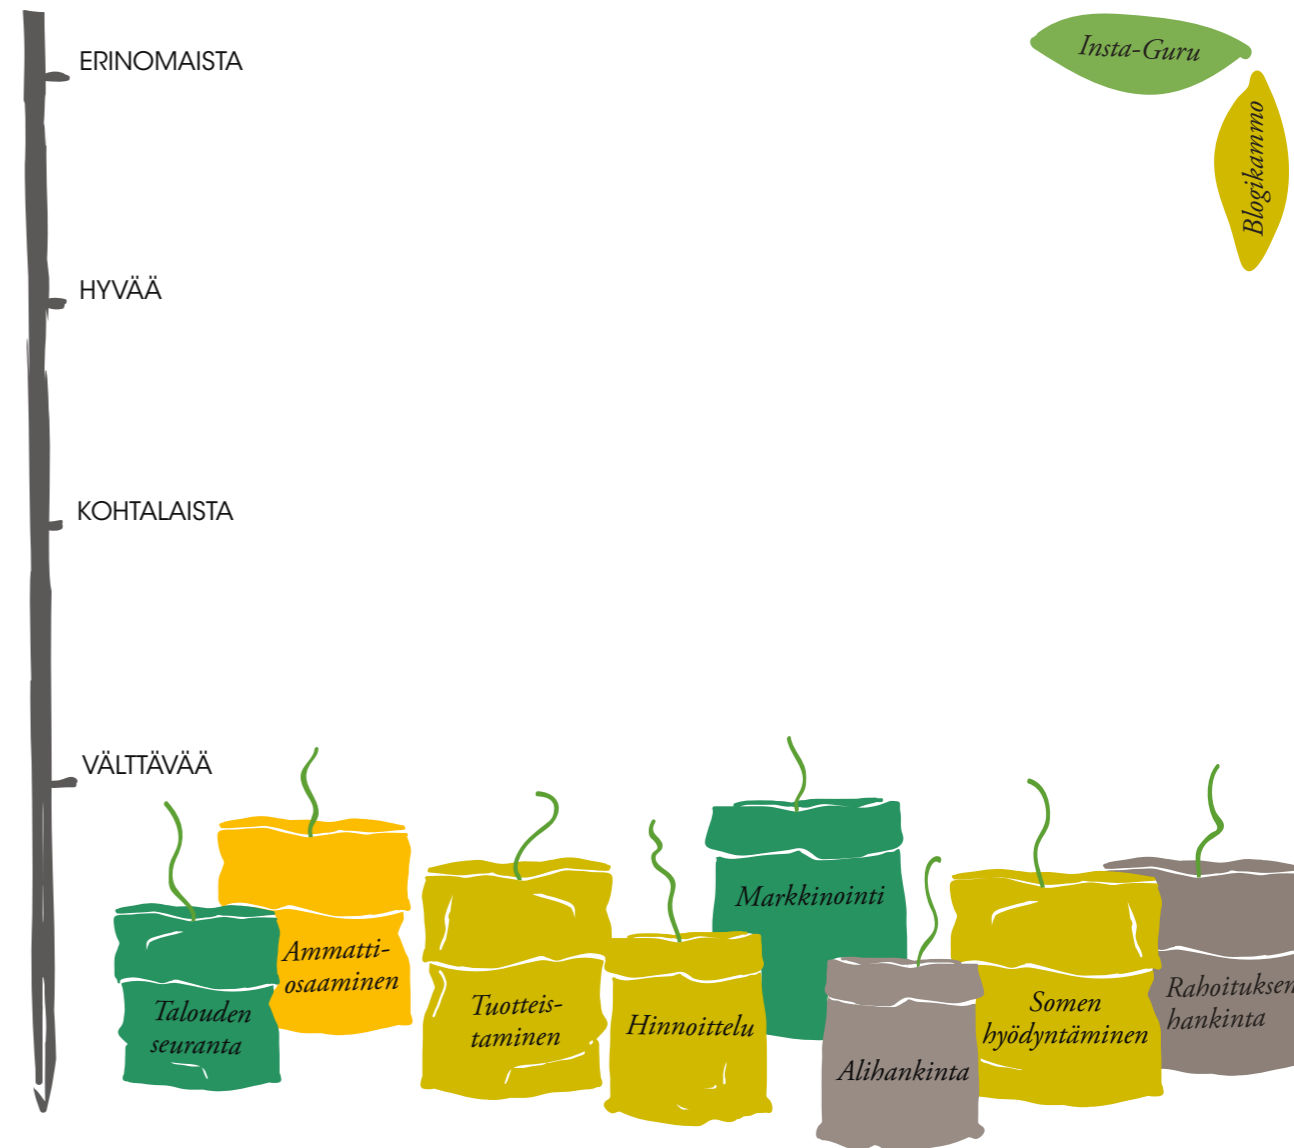 ERINOMAISTA
Insta-Guru
Blogikammo
HYVÄÄ
KOHTALAISTA
VÄLTTÄVÄÄ
Talouden
seuranta
Ammatti-
osaaminen
Tuotteis-
taminen
Hinnoittelu
Markkinointi
Alihankinta
Somen
hyödyntäminen
Rahoituksen
hankinta